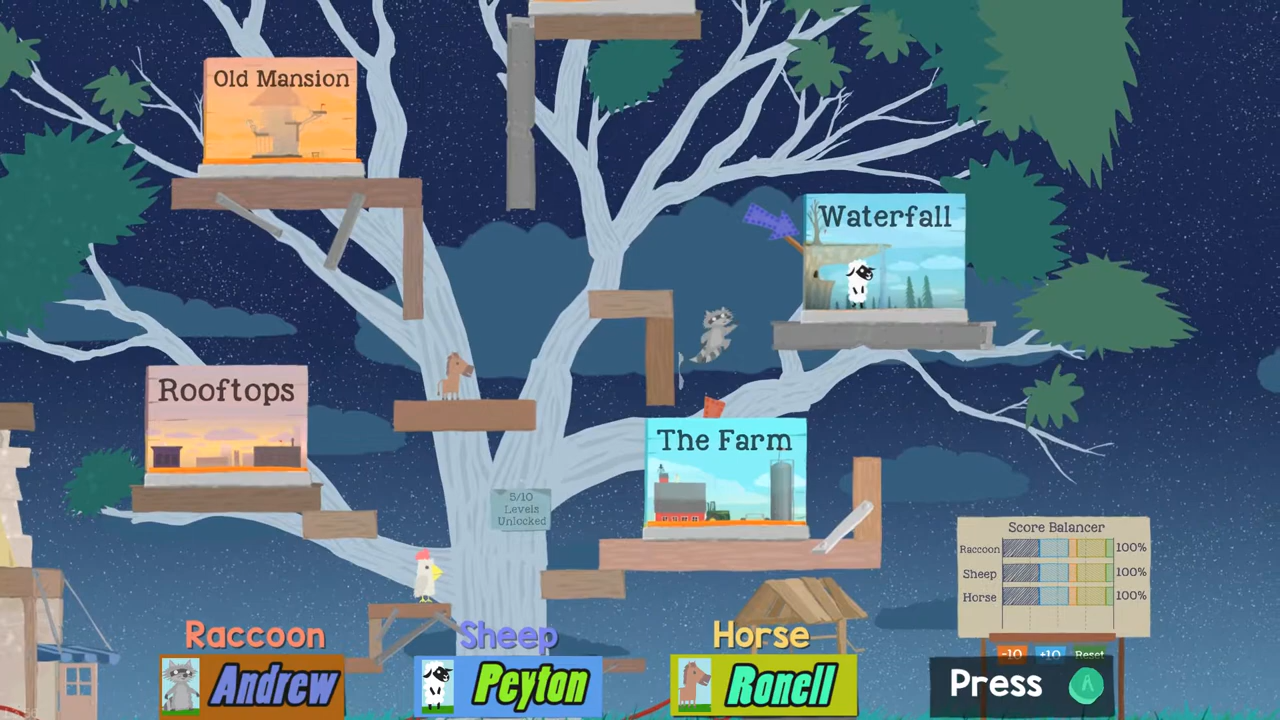 Old Mansion
Waterfall
Rooftops
The Farm
5/10
Levels
Unlocked
Score Balancer
Raccoon 100%
Sheep 100%
Horse 100%
-10 +10 Reset
Raccoon
Andrew
Sheep
Peyton
Horse
Ronell
Press A